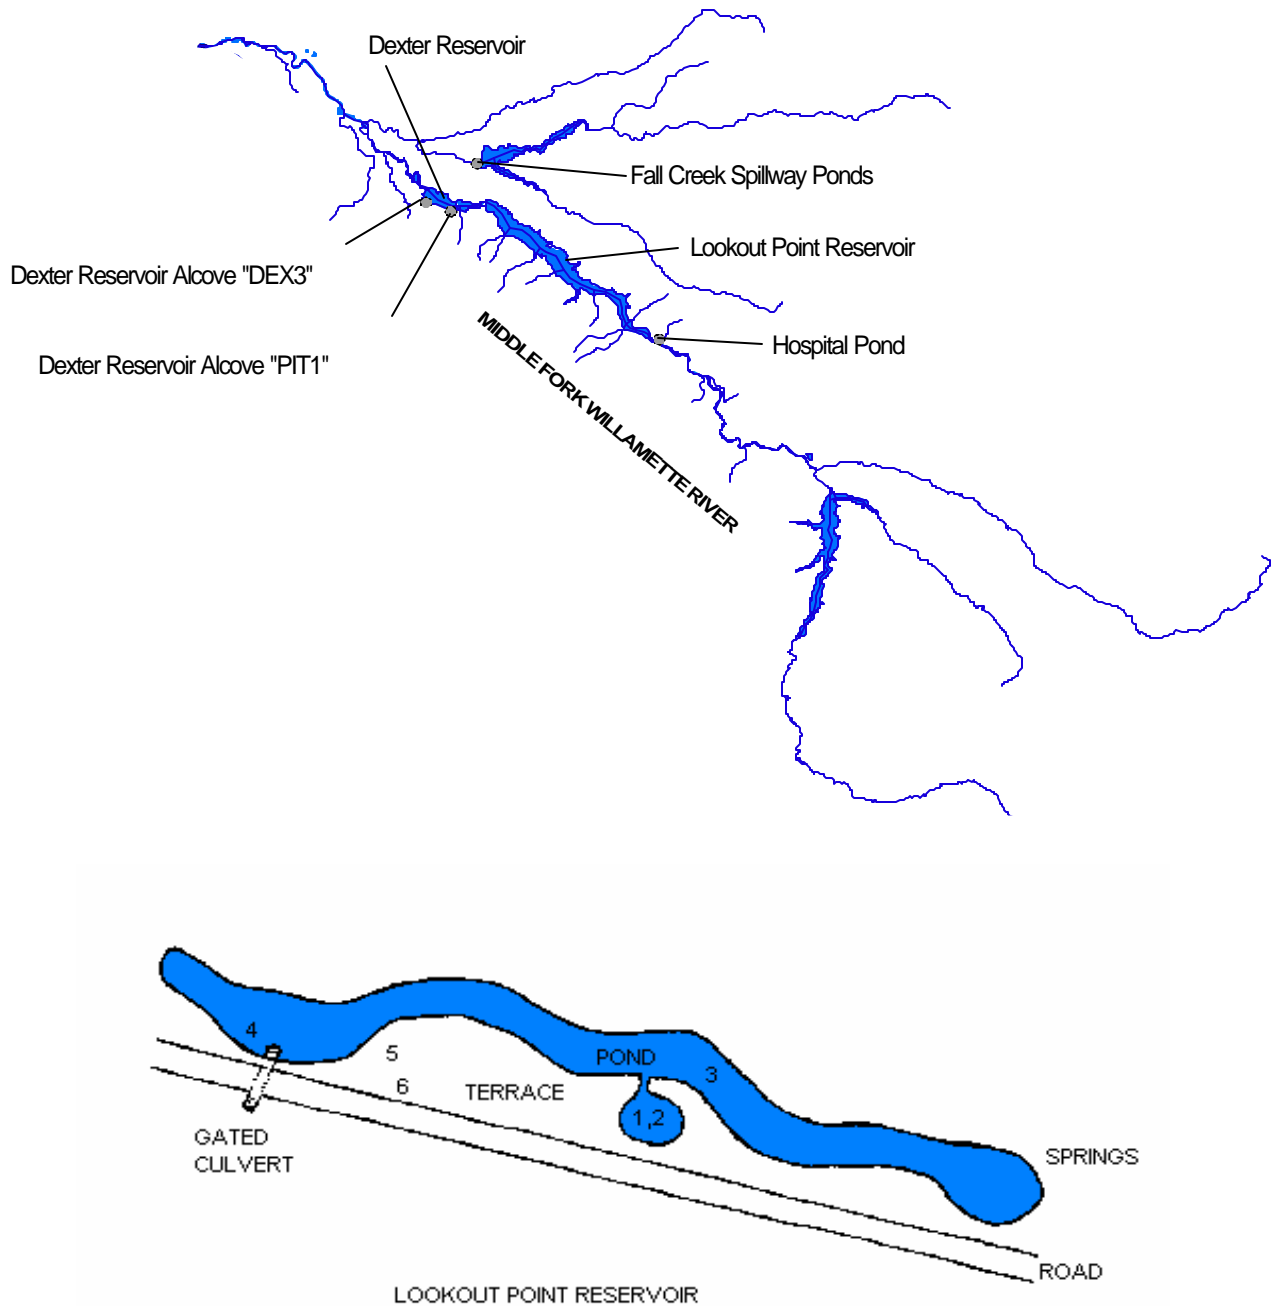 Dexter Reservoir
Fall Creek Spillway Ponds
Lookout Point Reservoir
Dexter Reservoir Alcove "DEX3"
Hospital Pond
Dexter Reservoir Alcove "PIT1"
MIDDLE FORK WILLAMETTE RIVER
4
5
POND
3
6
TERRACE
1,2
GATED
CULVERT
SPRINGS
ROAD
LOOKOUT POINT RESERVOIR